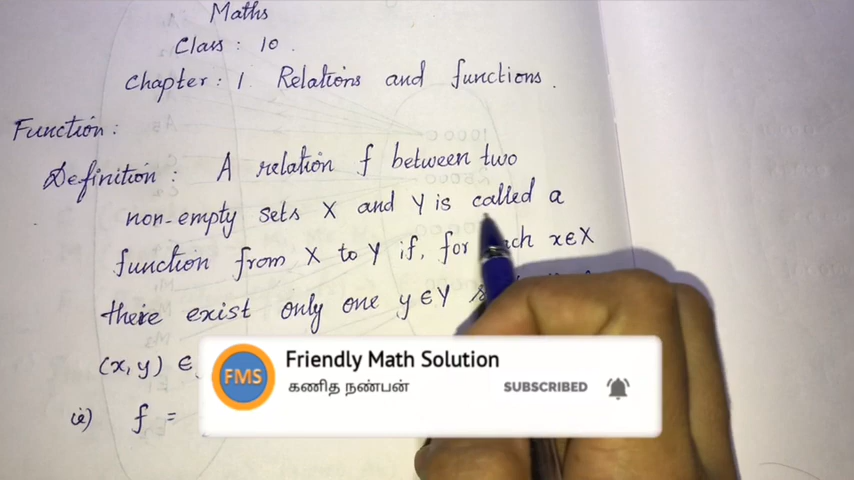 Maths
Class : 10.
Chapter : 1. Relations and functions.
Function :
Definition : A relation f between two
non-empty sets X and Y is called a
function from X to Y if, for x∈X
there exist only one y∈Y
(x, y) ∈
ie) f =
FMS
Friendly Math Solution
கணித நண்பன்
SUBSCRIBED